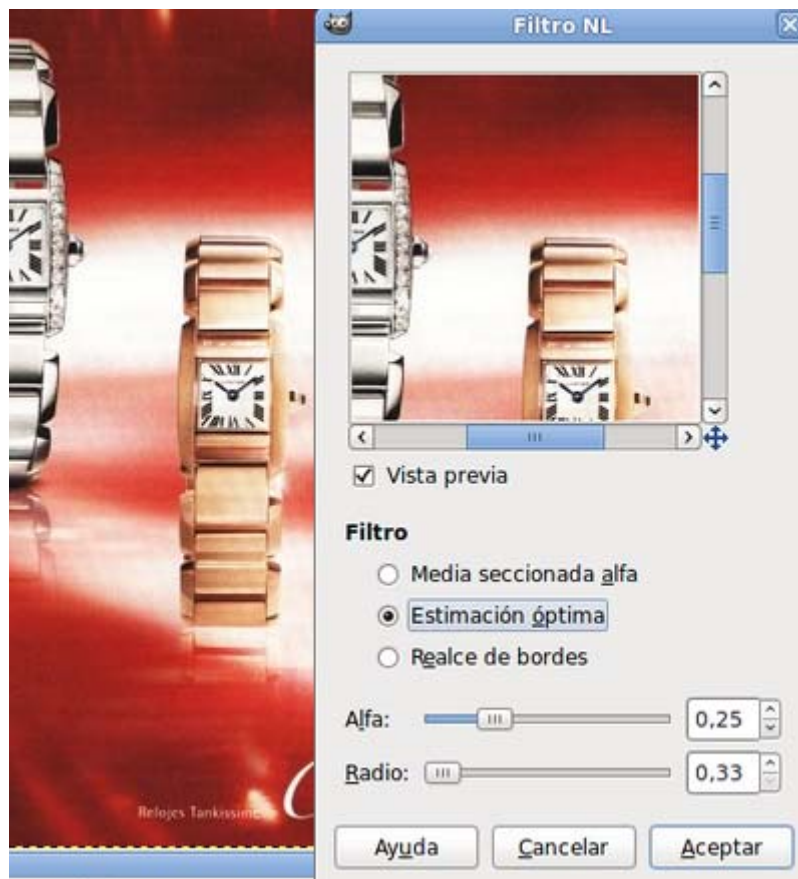 Filtro NL
Vista previa
Filtro
Media seccionada alfa
Estimación óptima
Realce de bordes
Alfa:
0,25
Radio:
0,33
Ayuda
Cancelar
Aceptar
Relojes Tankissime
C